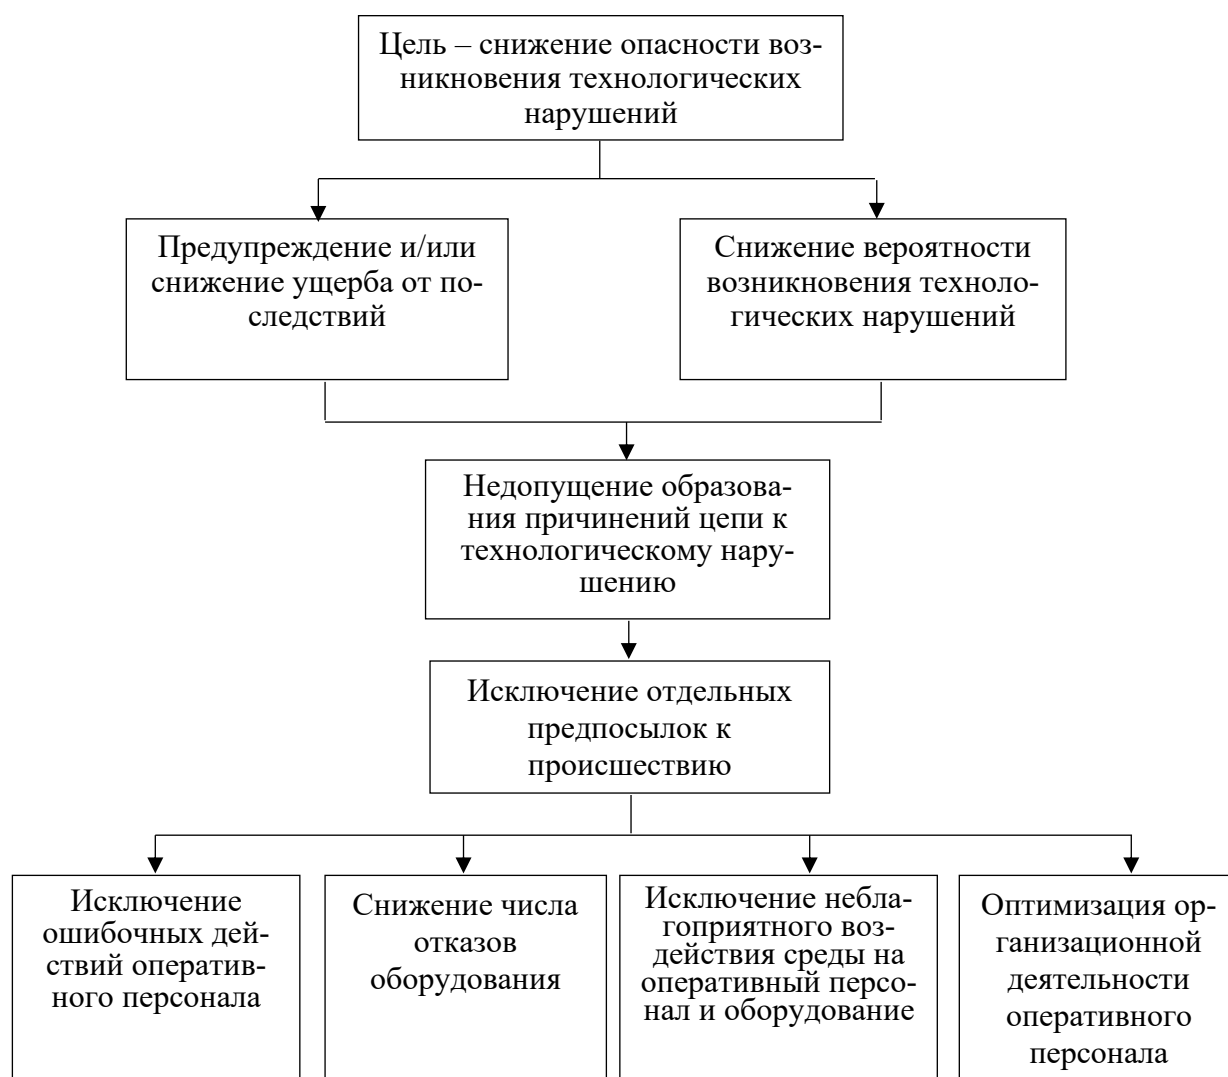 Цель – снижение опасности воз-
никновения технологических
нарушений
Предупреждение и/или
снижение ущерба от по-
следствий
Снижение вероятности
возникновения техноло-
гических нарушений
Недопущение образова-
ния причинений цепи к
технологическому нару-
шению
Исключение отдельных
предпосылок к
происшествию
Исключение
ошибочных дей-
ствий оператив-
ного персонала
Снижение числа
отказов
оборудования
Исключение небла-
гоприятного воз-
действия среды на
оперативный персо-
нал и оборудование
Оптимизация ор-
ганизационной
деятельности
оперативного
персонала